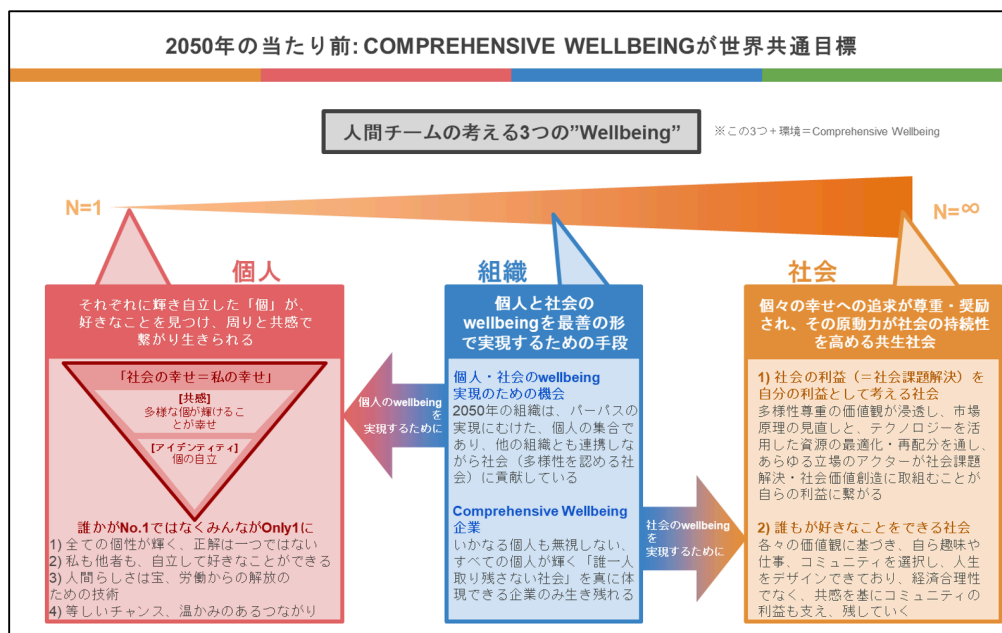 2050年の当たり前: COMPREHENSIVE WELLBEINGが世界共通目標
人間チームの考える3つの”Wellbeing”
※この3つ＋環境＝Comprehensive Wellbeing
N=1
N=∞
個人
それぞれに輝き自立した「個」が、
好きなことを見つけ、周りと共感で
繋がり生きられる
「社会の幸せ＝私の幸せ」
[共感]
多様な個が輝けるこ
とが幸せ
[アイデンティティ]
個の自立
誰かがNo.1ではなくみんながOnly1に
1) 全ての個性が輝く、正解は一つではない
2) 私も他者も、自立して好きなことができる
3) 人間らしさは宝、労働からの解放の
ための技術
4) 等しいチャンス、温かみのあるつながり
個人のwellbeingを
実現するために
組織
個人と社会の
wellbeingを最善の形
で実現するための手段
個人・社会のwellbeing
実現のための機会
2050年の組織は、パーパスの
実現にむけた、個人の集合で
あり、他の組織とも連携しな
がら社会（多様性を認める社
会）に貢献している
Comprehensive Wellbeing
企業
いかなる個人も無視しない、
すべての個人が輝く「誰一人
取り残さない社会」を真に体
現できる企業のみ生き残れる
社会のwellbeingを
実現するために
社会
個々の幸せへの追求が尊重・奨励
され、その原動力が社会の持続性
を高める共生社会
1) 社会の利益（＝社会課題解決）を
自分の利益として考える社会
多様性尊重の価値観が浸透し、市場
原理の見直しと、テクノロジーを活
用した資源の最適化・再配分を通し、
あらゆる立場のアクターが社会課題
解決・社会価値創造に取組むことが
自らの利益に繋がる
2) 誰もが好きなことをできる社会
各々の価値観に基づき、自ら趣味や
仕事、コミュニティを選択し、人生
をデザインできており、経済合理性
でなく、共感を基にコミュニティの
利益も支え、残していく